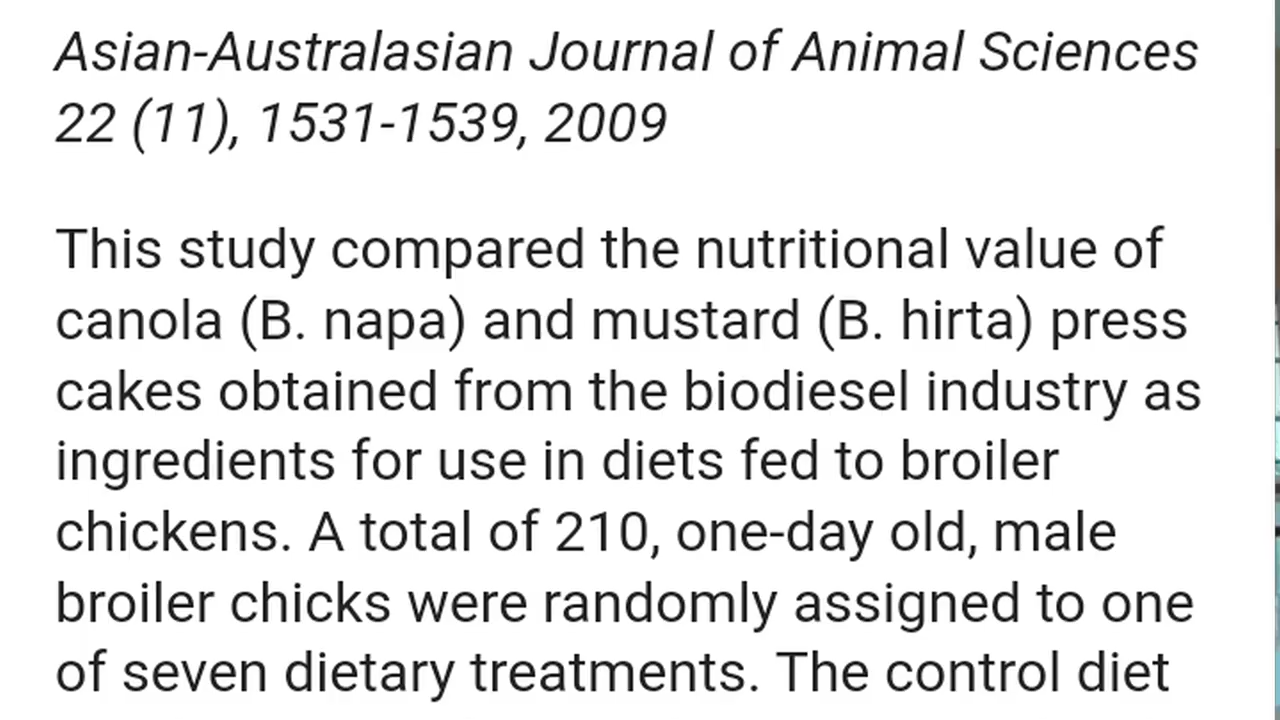 Asian-Australasian Journal of Animal Sciences
22 (11), 1531-1539, 2009
This study compared the nutritional value of
canola (B. napa) and mustard (B. hirta) press
cakes obtained from the biodiesel industry as
ingredients for use in diets fed to broiler
chickens. A total of 210, one-day old, male
broiler chicks were randomly assigned to one
of seven dietary treatments. The control diet